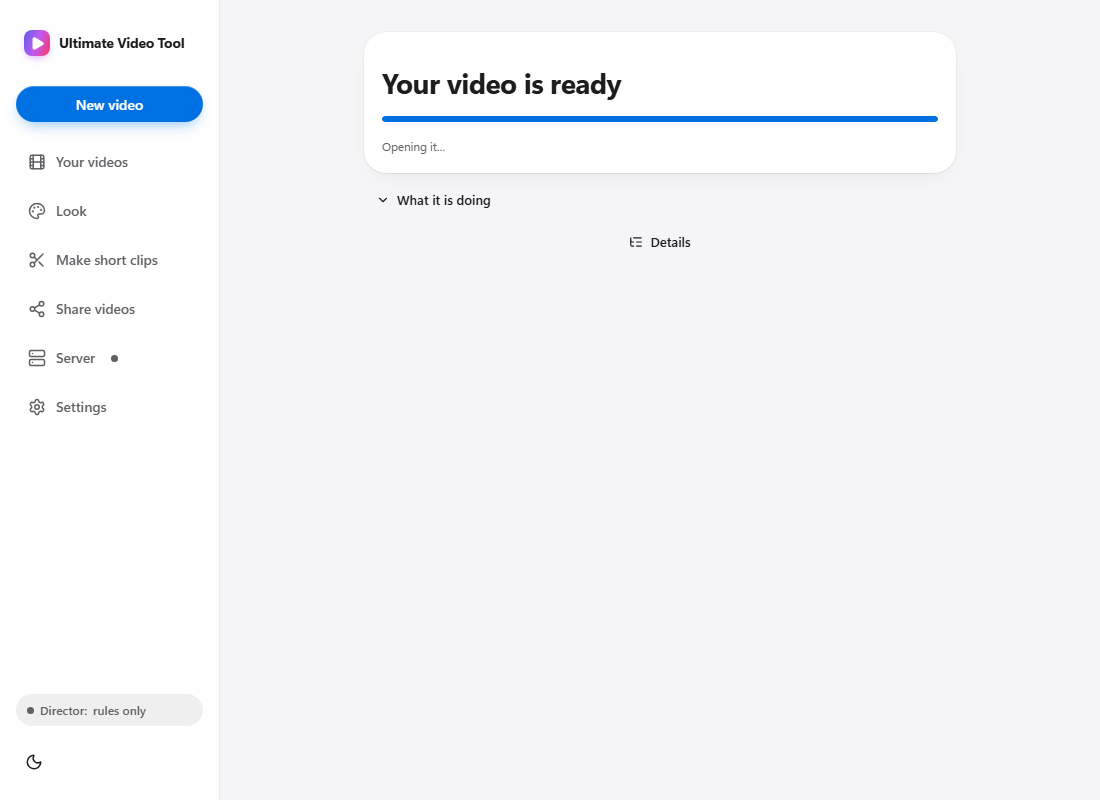 Ultimate Video Tool
New video
Your videos
Look
Make short clips
Share videos
Server
Settings
Director: rules only
Your video is ready
Opening it...
What it is doing
Details